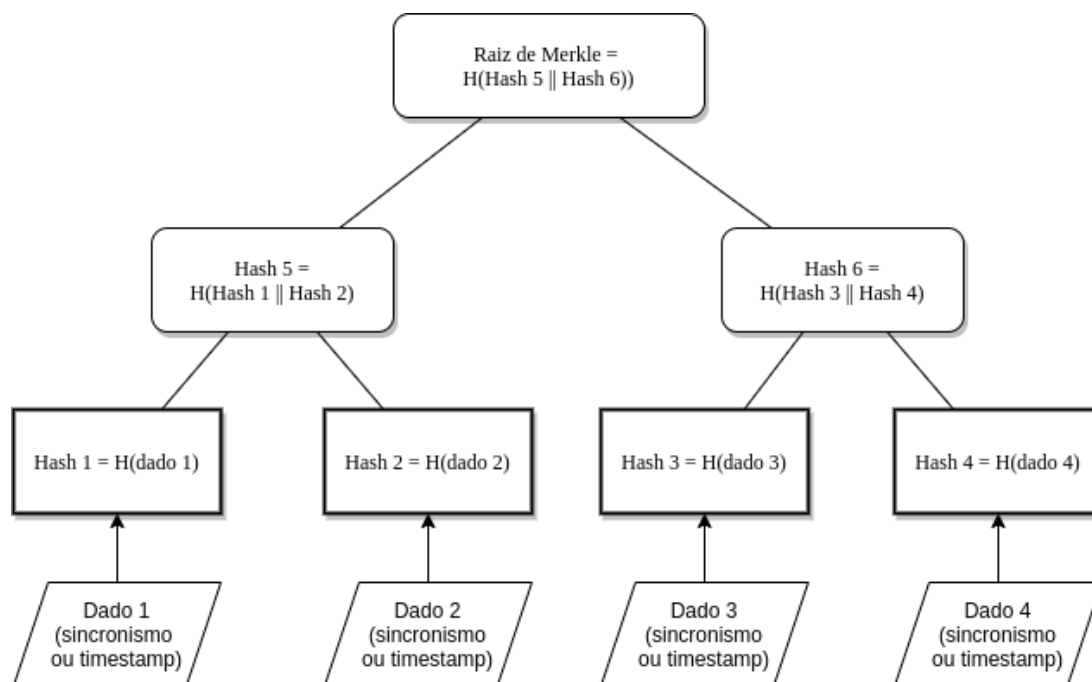 Raiz de Merkle =
H(Hash 5 || Hash 6))
Hash 5 =
H(Hash 1 || Hash 2)
Hash 6 =
H(Hash 3 || Hash 4)
Hash 1 = H(dado 1)
Hash 2 = H(dado 2)
Hash 3 = H(dado 3)
Hash 4 = H(dado 4)
Dado 1
(sincronismo
ou timestamp)
Dado 2
(sincronismo
ou timestamp)
Dado 3
(sincronismo
ou timestamp)
Dado 4
(sincronismo
ou timestamp)